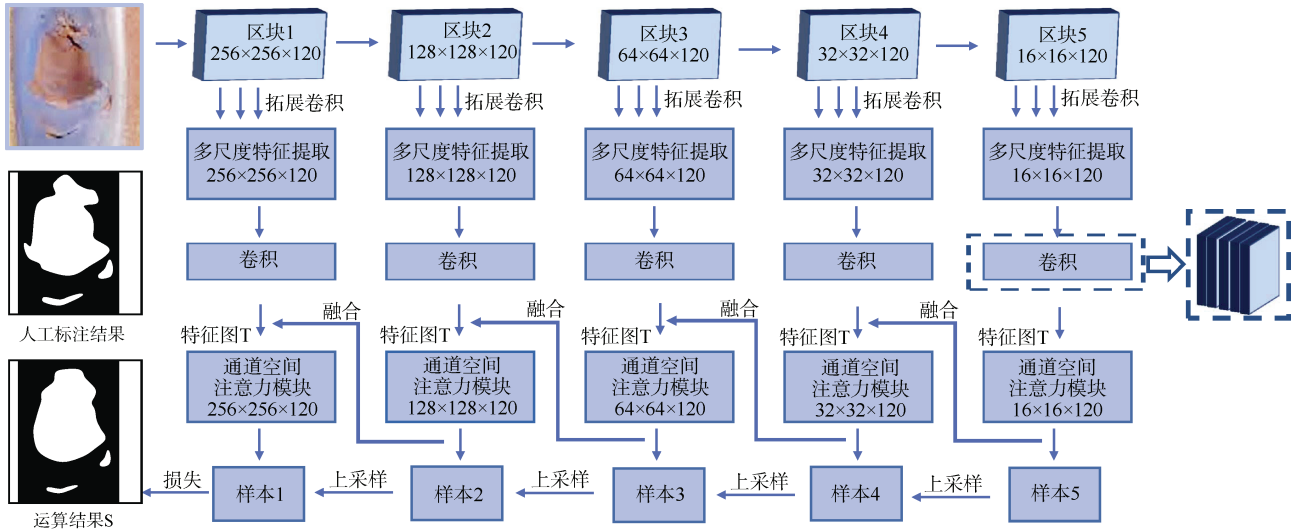 区块1
256×256×120
区块2
128×128×120
区块3
64×64×120
区块4
32×32×120
区块5
16×16×120
拓展卷积
拓展卷积
拓展卷积
拓展卷积
拓展卷积
多尺度特征提取
256×256×120
多尺度特征提取
128×128×120
多尺度特征提取
64×64×120
多尺度特征提取
32×32×120
多尺度特征提取
16×16×120
卷积
卷积
卷积
卷积
卷积
人工标注结果
融合
融合
融合
融合
特征图T
特征图T
特征图T
特征图T
特征图T
通道空间
注意力模块
256×256×120
通道空间
注意力模块
128×128×120
通道空间
注意力模块
64×64×120
通道空间
注意力模块
32×32×120
通道空间
注意力模块
16×16×120
损失
样本1
上采样
样本2
上采样
样本3
上采样
样本4
上采样
样本5
运算结果S